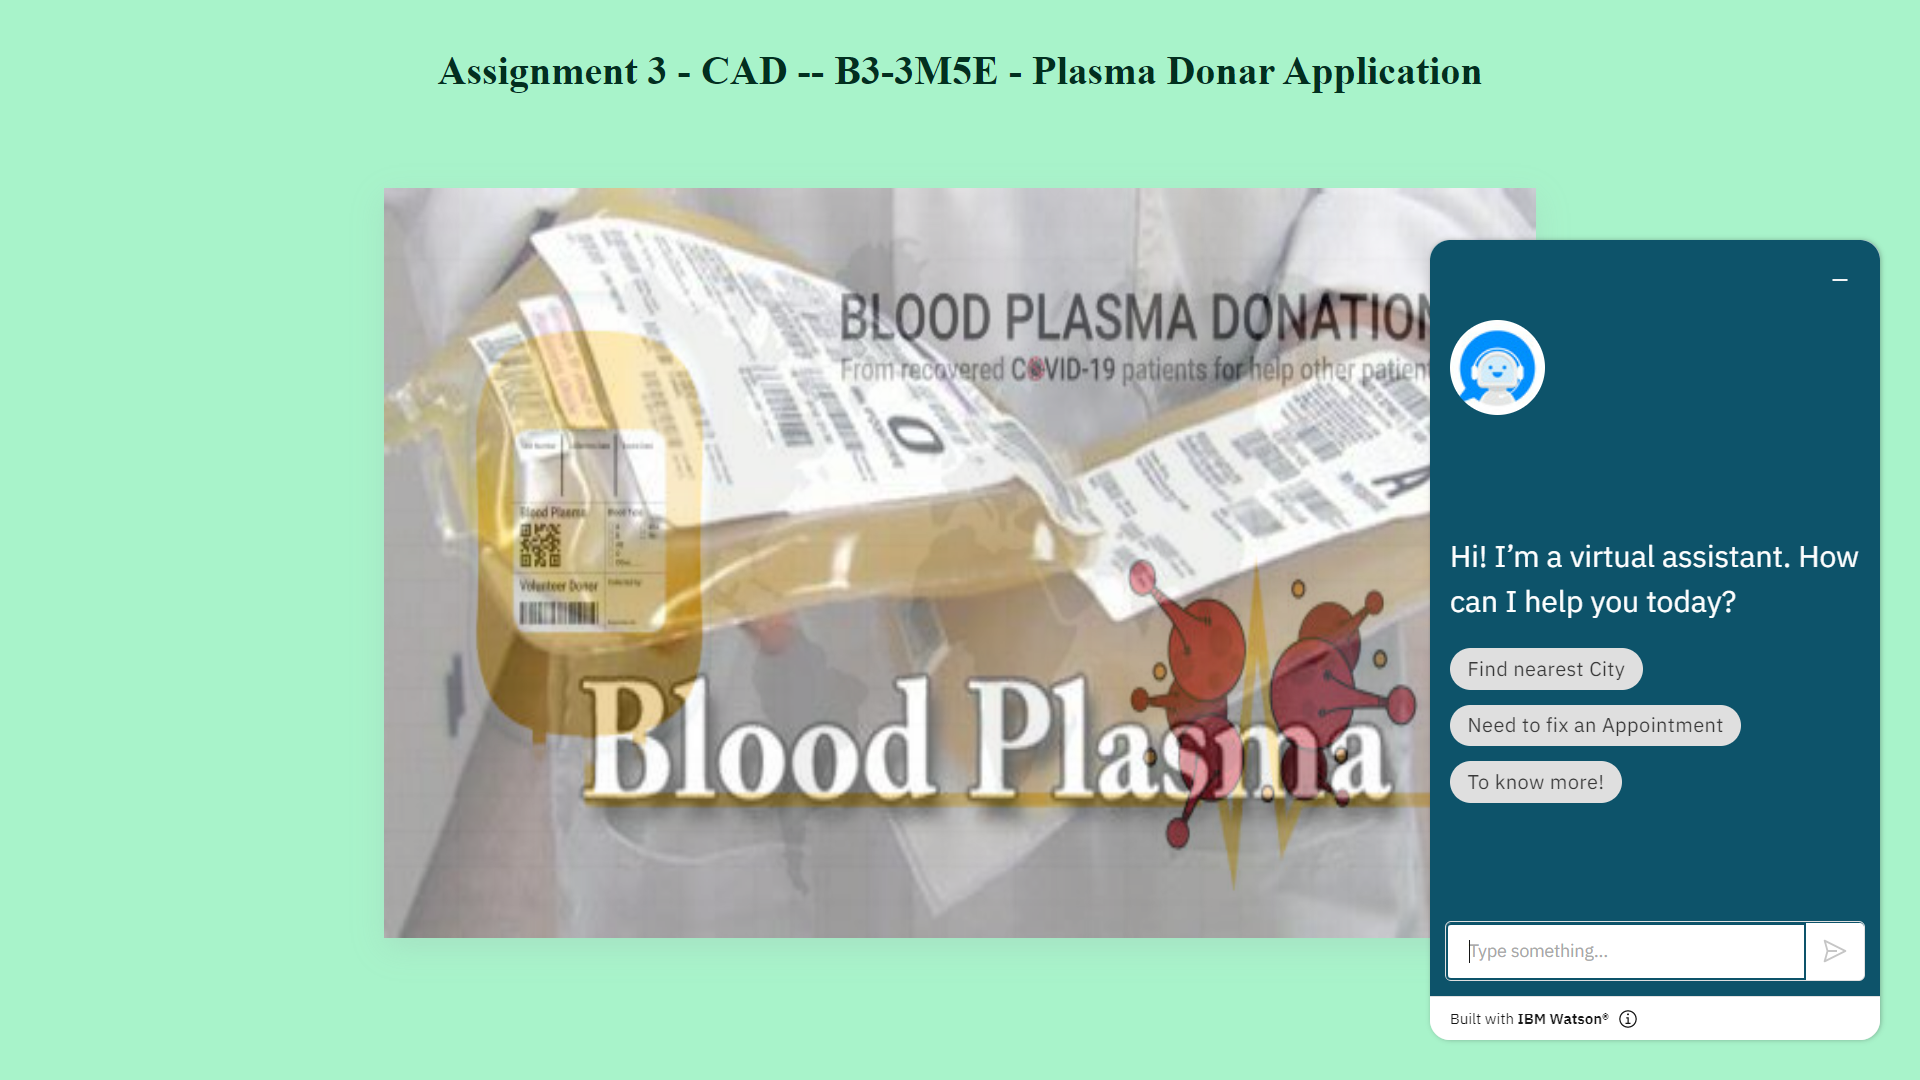 Assignment 3 - CAD -- B3-3M5E - Plasma Donar Application
BLOOD PLASMA DONATION
From recovered COVID-19 patients for help other patient
O
A
Blood Plasma
Blood Type
Volunteer Donor
Blood Plasma
Hi! I’m a virtual assistant. How
can I help you today?
Find nearest City
Need to fix an Appointment
To know more!
Type something...
Built with IBM Watson®